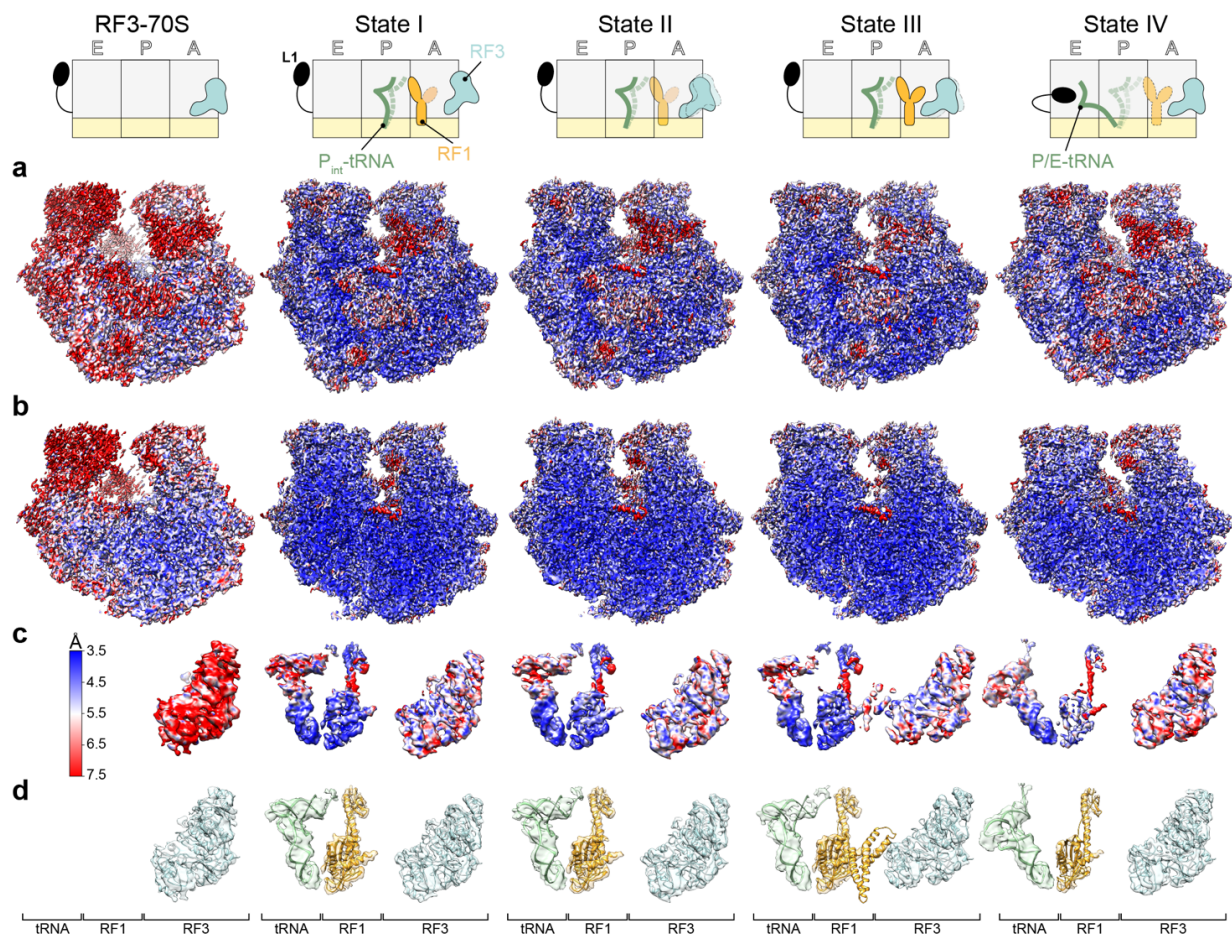 RF3-70S State I State II State III State IV
E P A E P A E P A E P A E P A
L1 RF3
P_int-tRNA RF1 P/E-tRNA
a
b
c
Å
3.5
4.5
5.5
6.5
7.5
d
tRNA RF1 RF3 tRNA RF1 RF3 tRNA RF1 RF3 tRNA RF1 RF3 tRNA RF1 RF3